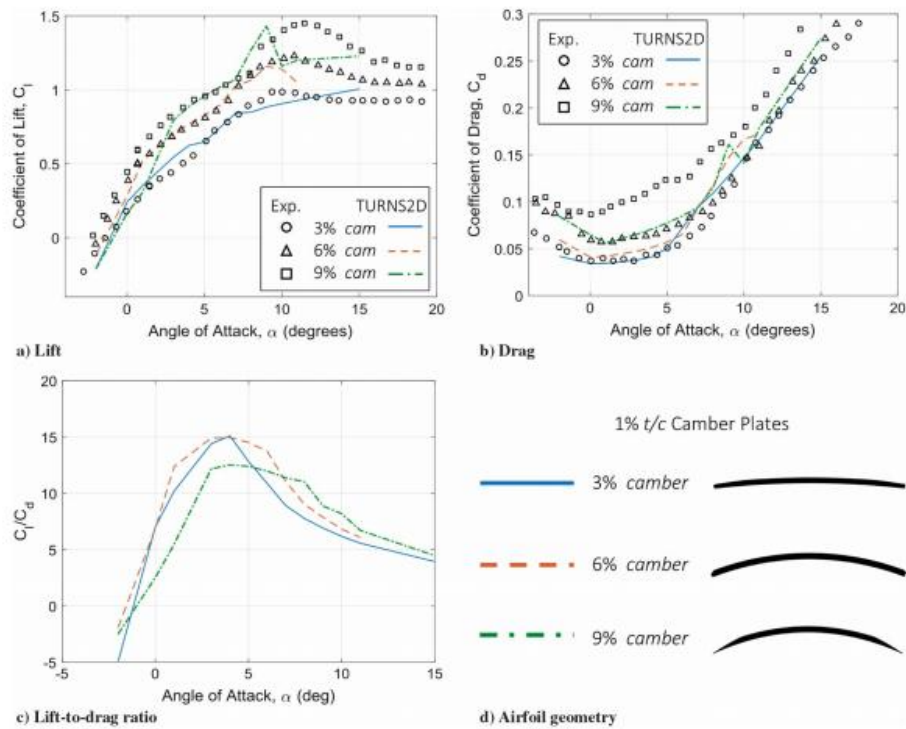 Coefficient of Lift, C_l
1.5
1
0.5
0
Exp. TURNS2D
3% cam
6% cam
9% cam
0 5 10 15 20
Angle of Attack, α (degrees)
a) Lift
Coefficient of Drag, C_d
0.3
0.25
0.2
0.15
0.1
0.05
0
Exp. TURNS2D
3% cam
6% cam
9% cam
0 5 10 15 20
Angle of Attack, α (degrees)
b) Drag
C_l/C_d
20
15
10
5
0
-5
-5 0 5 10 15
Angle of Attack, α (deg)
c) Lift-to-drag ratio
1% t/c Camber Plates
3% camber
6% camber
9% camber
d) Airfoil geometry